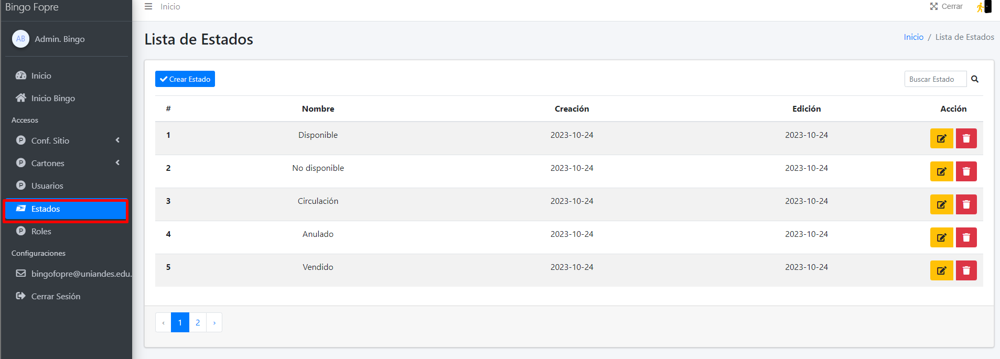 Bingo Fopre
Inicio
Cerrar
AB
Admin. Bingo
Inicio
Inicio Bingo
Accesos
P Conf. Sitio
P Cartones
P Usuarios
Estados
P Roles
Configuraciones
bingofopre@uniandes.edu.
Cerrar Sesión
Lista de Estados
Inicio / Lista de Estados
Crear Estado
Buscar Estado
# Nombre Creación Edición Acción
1 Disponible 2023-10-24 2023-10-24
2 No disponible 2023-10-24 2023-10-24
3 Circulación 2023-10-24 2023-10-24
4 Anulado 2023-10-24 2023-10-24
5 Vendido 2023-10-24 2023-10-24
‹ 1 2 ›